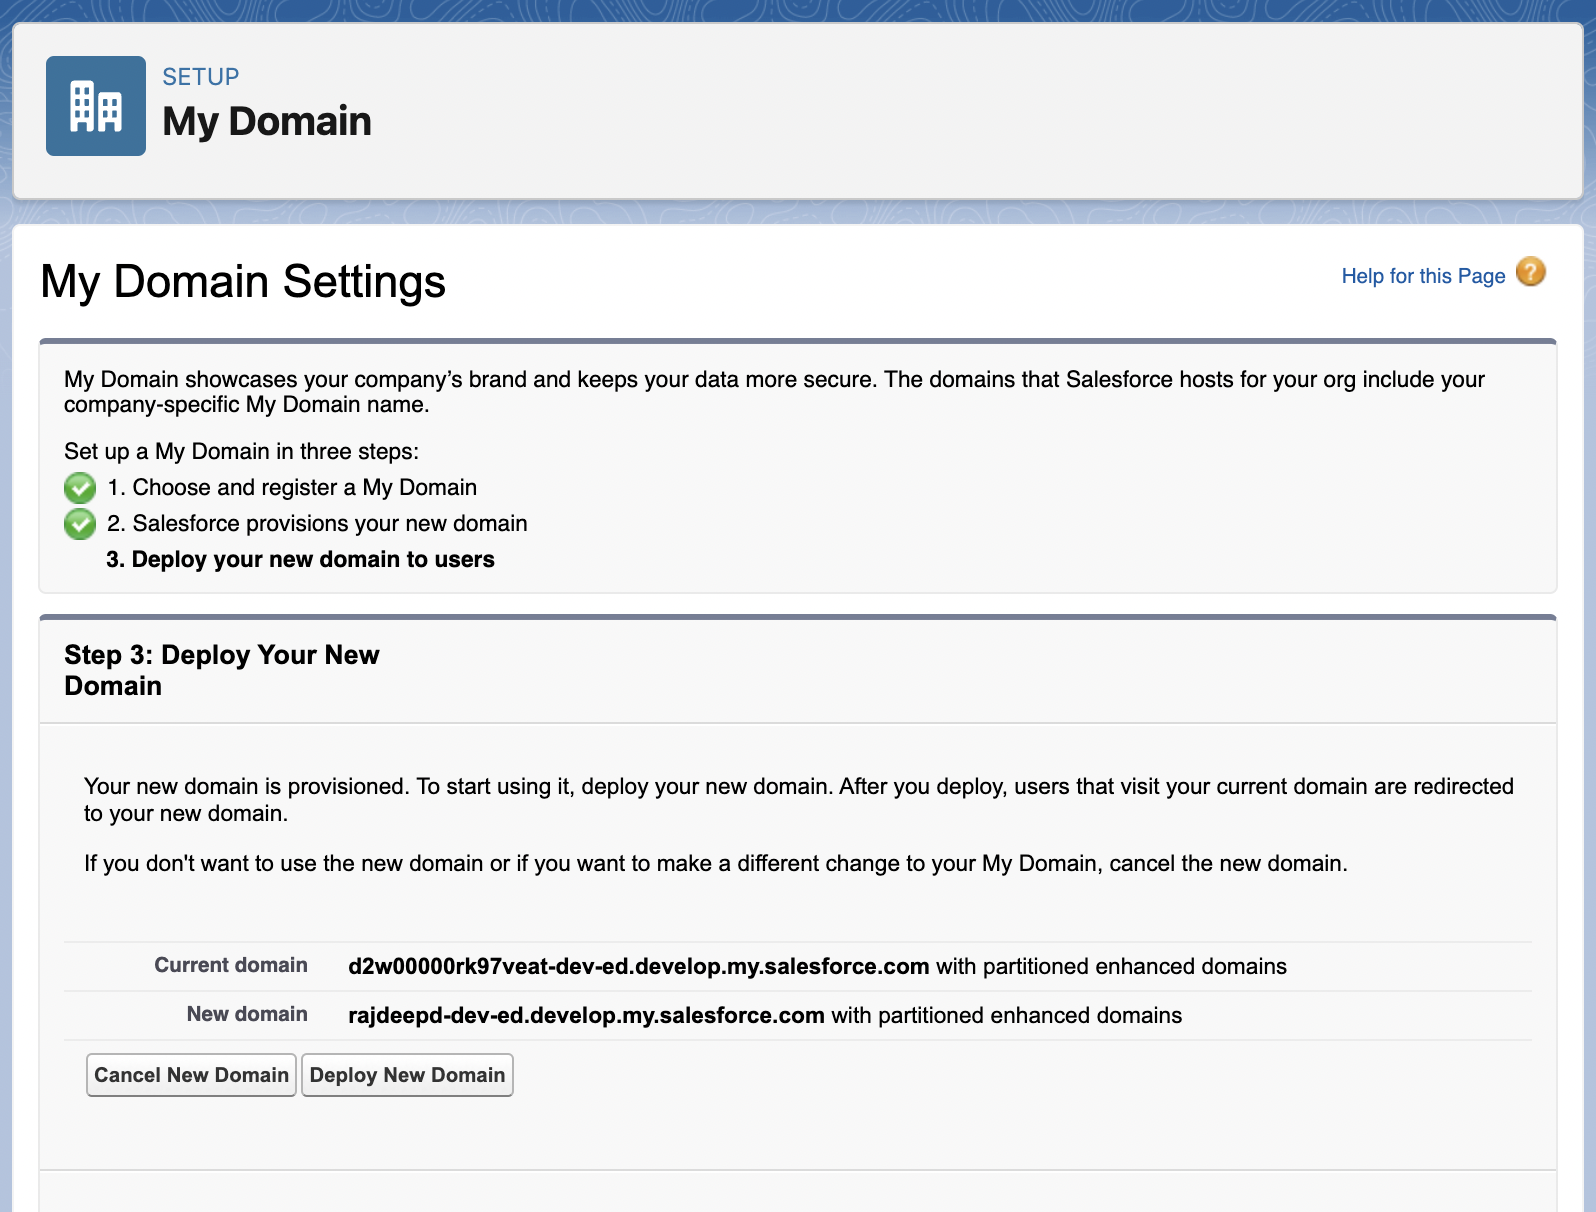 SETUP
My Domain
My Domain Settings
Help for this Page
?
My Domain showcases your company’s brand and keeps your data more secure. The domains that Salesforce hosts for your org include your
company-specific My Domain name.
Set up a My Domain in three steps:
1. Choose and register a My Domain
2. Salesforce provisions your new domain
3. Deploy your new domain to users
Step 3: Deploy Your New
Domain
Your new domain is provisioned. To start using it, deploy your new domain. After you deploy, users that visit your current domain are redirected
to your new domain.
If you don't want to use the new domain or if you want to make a different change to your My Domain, cancel the new domain.
Current domain d2w00000rk97veat-dev-ed.develop.my.salesforce.com with partitioned enhanced domains
New domain rajdeepd-dev-ed.develop.my.salesforce.com with partitioned enhanced domains
Cancel New Domain Deploy New Domain